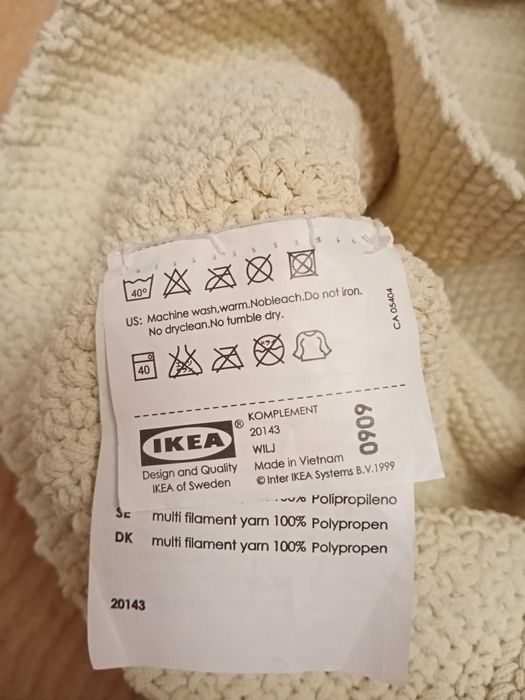 40°
US: Machine wash,warm.Nobleach.Do not iron.
No dryclean.No tumble dry.
CA 05404
40
IKEA®
Design and Quality
IKEA of Sweden
KOMPLEMENT
20143
WILJ
Made in Vietnam
© Inter IKEA Systems B.V.1999
0909
Polipropileno
SE multi filament yarn 100% Polypropen
DK multi filament yarn 100% Polypropen
20143